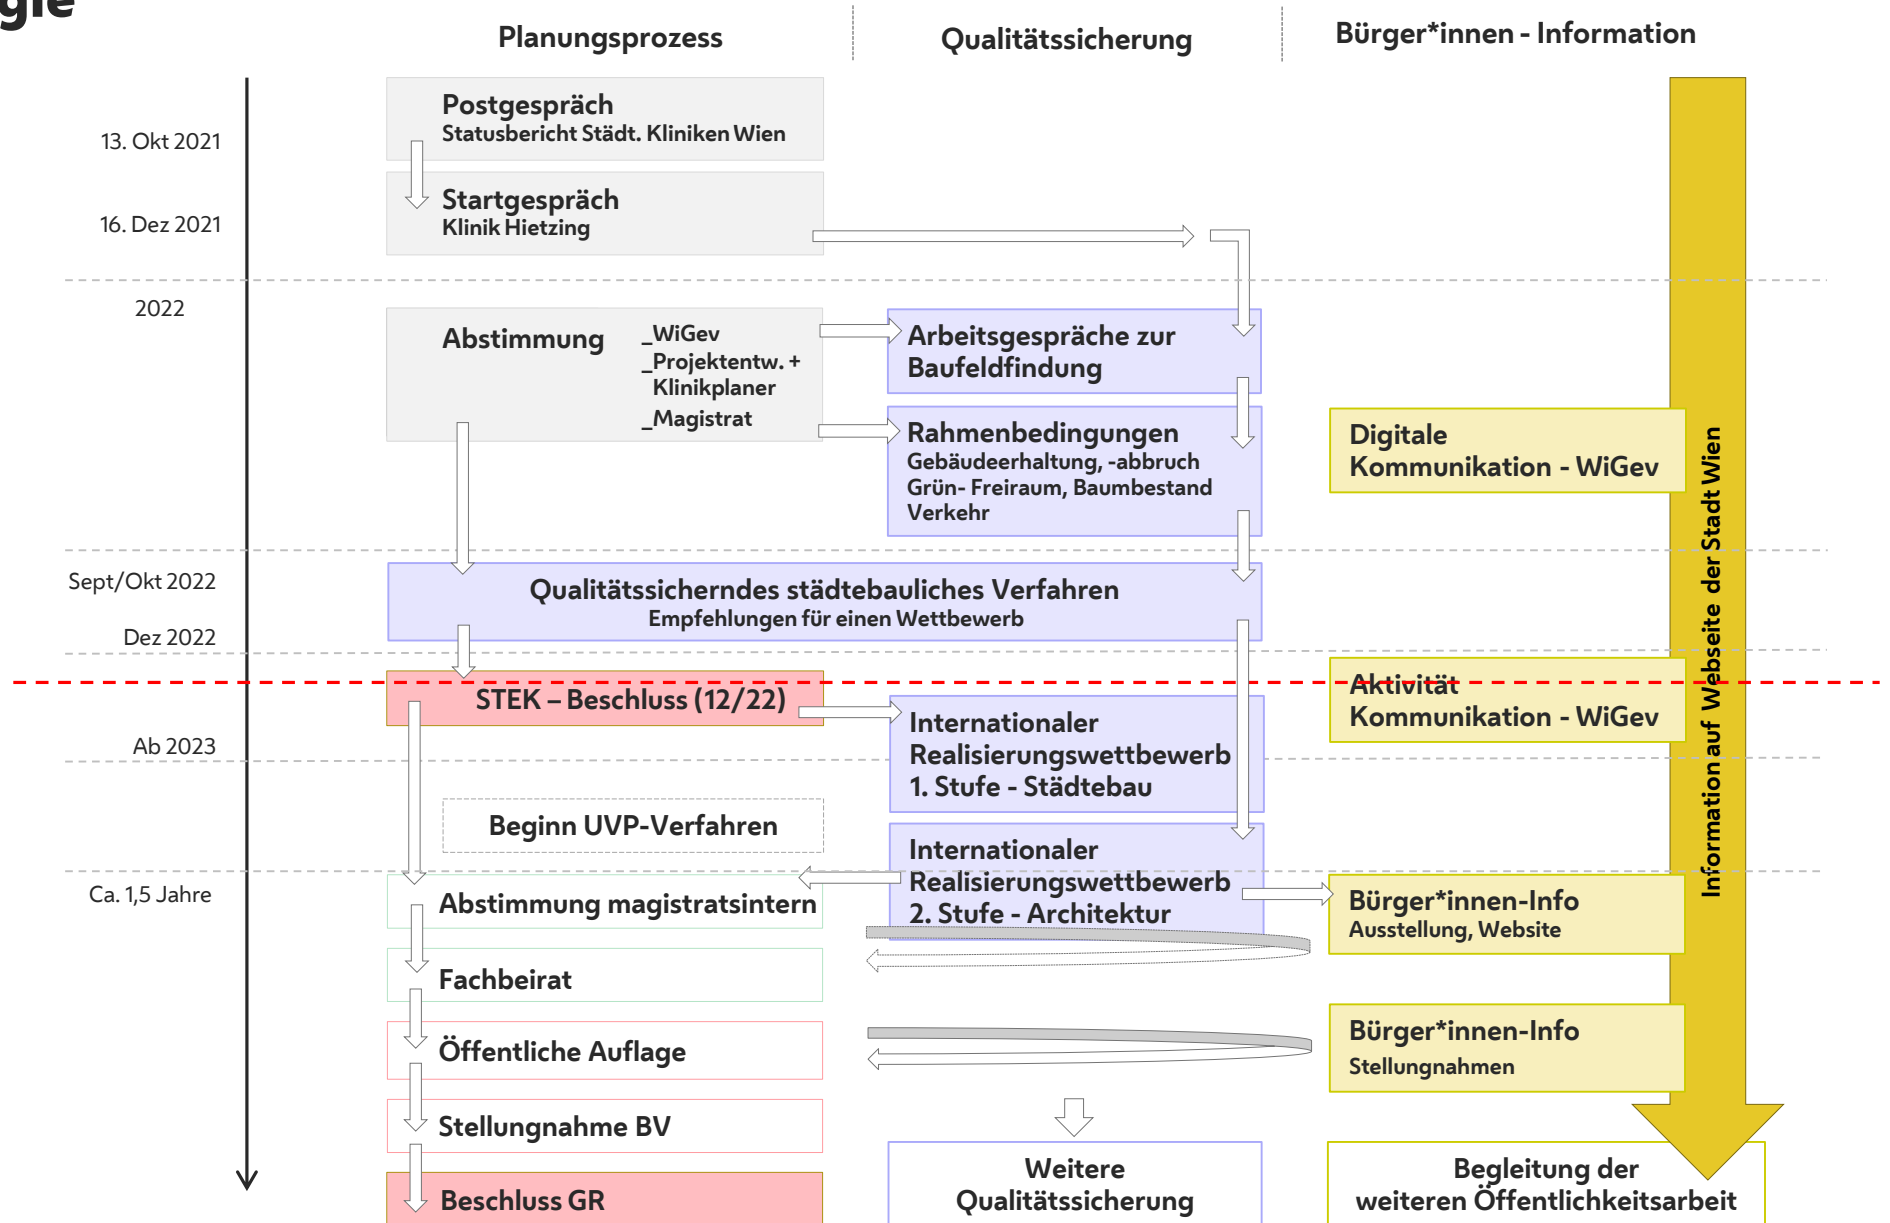 gie
Planungsprozess
Qualitätssicherung
Bürger*innen - Information
13. Okt 2021
Postgespräch
Statusbericht Städt. Kliniken Wien
16. Dez 2021
Startgespräch
Klinik Hietzing
2022
Abstimmung
_WiGev
_Projektentw. +
Klinikplaner
_Magistrat
Arbeitsgespräche zur
Baufeldfindung
Rahmenbedingungen
Gebäudeerhaltung, -abbruch
Grün- Freiraum, Baumbestand
Verkehr
Digitale
Kommunikation - WiGev
Information auf Webseite der Stadt Wien
Sept/Okt 2022
Qualitätssicherndes städtebauliches Verfahren
Empfehlungen für einen Wettbewerb
Dez 2022
STEK – Beschluss (12/22)
Aktivität
Kommunikation - WiGev
Ab 2023
Internationaler
Realisierungswettbewerb
1. Stufe - Städtebau
Beginn UVP-Verfahren
Internationaler
Realisierungswettbewerb
2. Stufe - Architektur
Ca. 1,5 Jahre
Abstimmung magistratsintern
Bürger*innen-Info
Ausstellung, Website
Fachbeirat
Öffentliche Auflage
Bürger*innen-Info
Stellungnahmen
Stellungnahme BV
Beschluss GR
Weitere
Qualitätssicherung
Begleitung der
weiteren Öffentlichkeitsarbeit